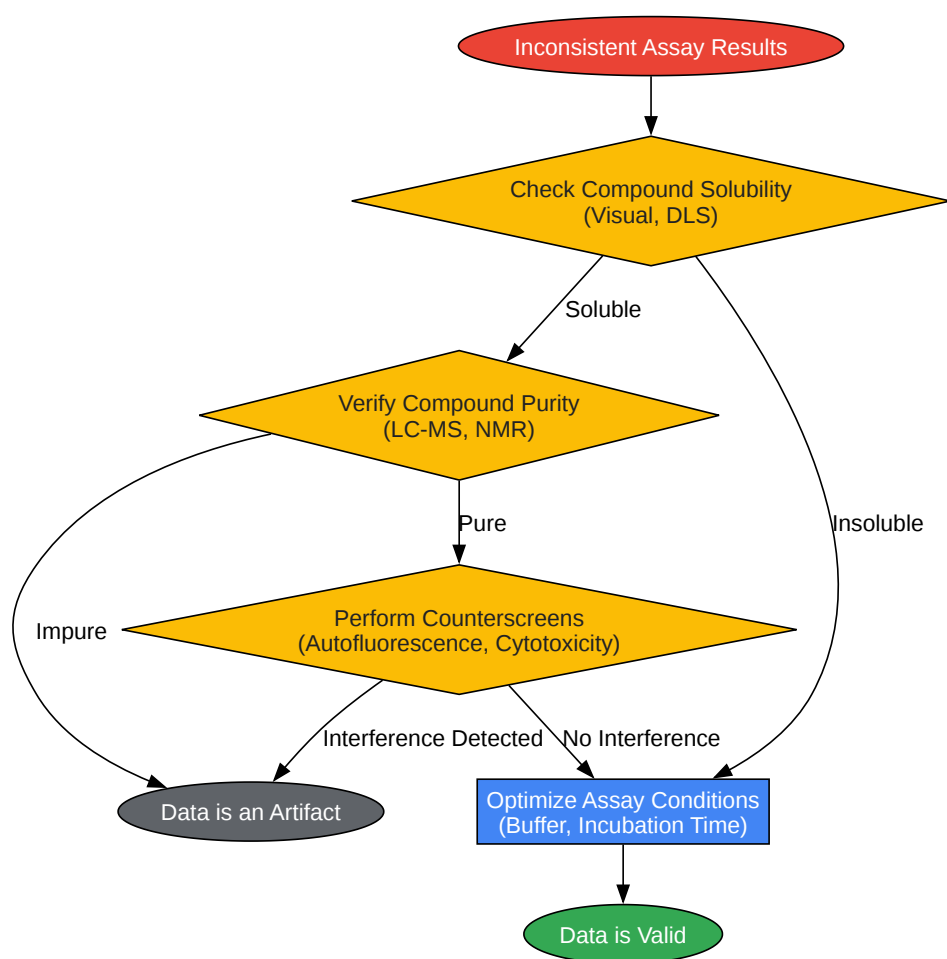 Inconsistent Assay Results
Check Compound Solubility
(Visual, DLS)
Soluble
Verify Compound Purity
(LC-MS, NMR)
Pure
Insoluble
Perform Counterscreens
(Autofluorescence, Cytotoxicity)
Impure
Interference Detected
No Interference
Data is an Artifact
Optimize Assay Conditions
(Buffer, Incubation Time)
Data is Valid